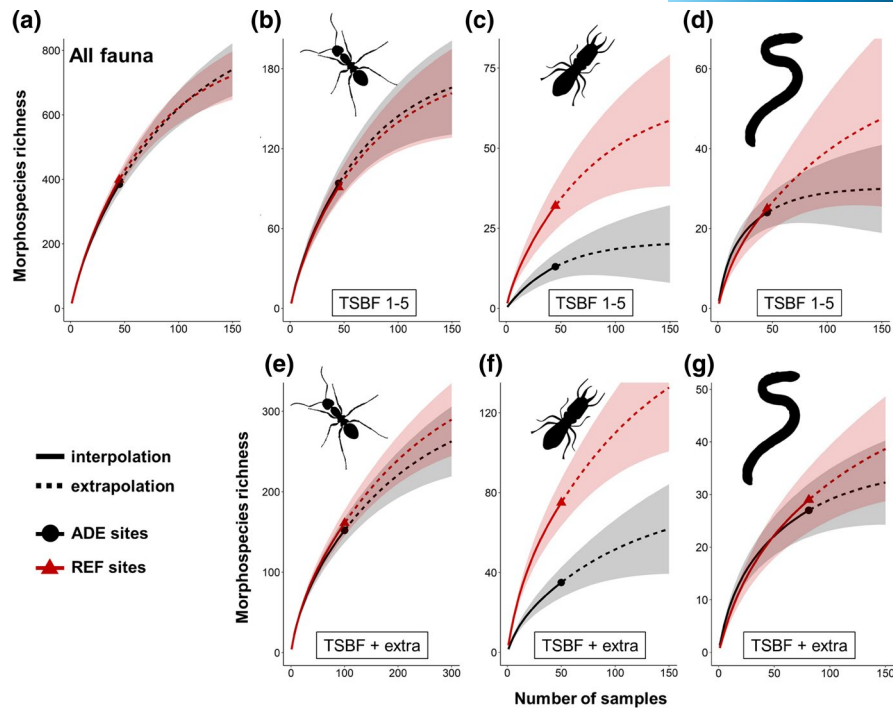 (a)
(b)
(c)
(d)
All fauna
Morphospecies richness
800
600
400
200
0
0 50 100 150
180
140
100
60
0
0 50 100 150
TSBF 1-5
75
50
25
0
0 50 100 150
TSBF 1-5
60
40
20
0
0 50 100 150
TSBF 1-5
interpolation
extrapolation
ADE sites
REF sites
(e)
(f)
(g)
Morphospecies richness
300
200
150
100
0
0 100 200 300
TSBF + extra
120
80
40
0
0 50 100 150
TSBF + extra
50
40
30
20
10
0
0 50 100 150
TSBF + extra
Number of samples